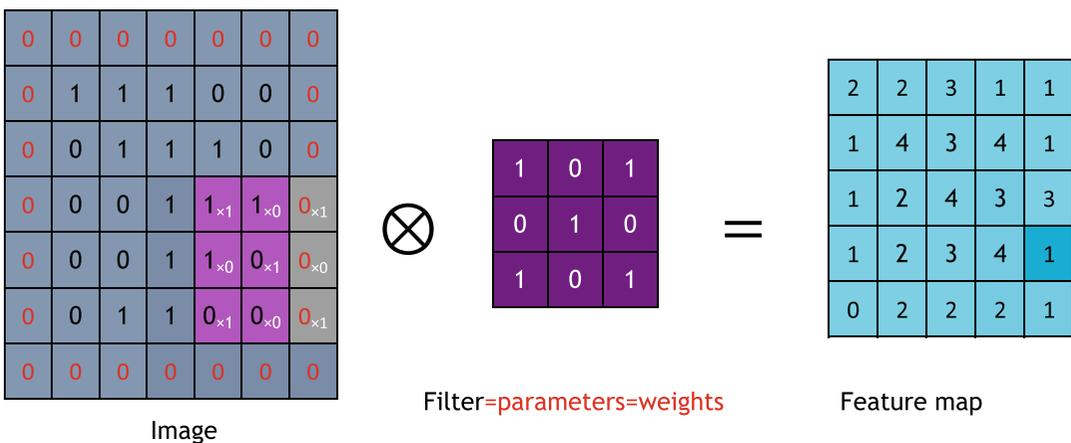 0 0 0 0 0 0 0
0 1 1 1 0 0 0
0 0 1 1 1 0 0
0 0 0 1 1×1 1×0 0×1
0 0 0 1 1×0 0×1 0×0
0 0 1 1 0×1 0×0 0×1
0 0 0 0 0 0 0
Image
1 0 1
0 1 0
1 0 1
Filter=parameters=weights
=
2 2 3 1 1
1 4 3 4 1
1 2 4 3 3
1 2 3 4 1
0 2 2 2 1
Feature map